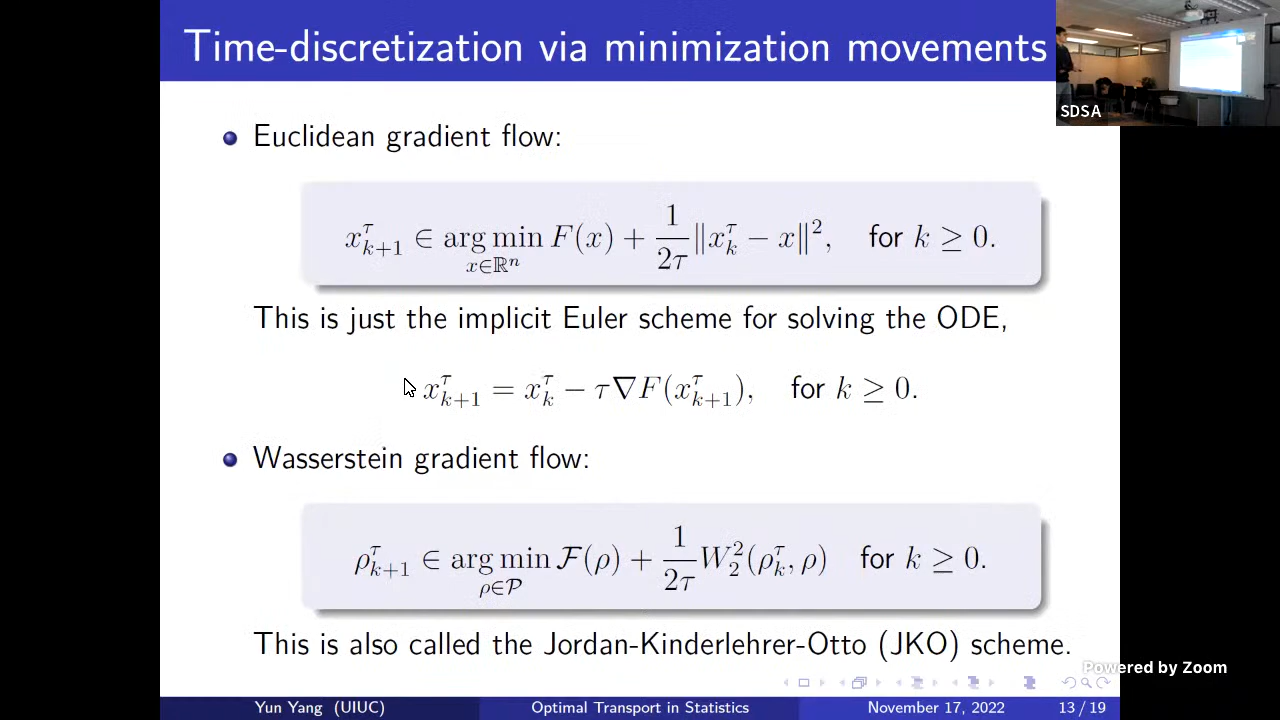 Time-discretization via minimization movements
SDSA
Euclidean gradient flow:
x^τ_{k+1} ∈ arg min_{x∈ℝ^n} F(x) + 1/(2τ) ‖x^τ_k − x‖², for k ≥ 0.
This is just the implicit Euler scheme for solving the ODE,
x^τ_{k+1} = x^τ_k − τ∇F(x^τ_{k+1}), for k ≥ 0.
Wasserstein gradient flow:
ρ^τ_{k+1} ∈ arg min_{ρ∈𝒫} ℱ(ρ) + 1/(2τ) W_2^2(ρ^τ_k, ρ) for k ≥ 0.
This is also called the Jordan-Kinderlehrer-Otto (JKO) scheme.
Powered by Zoom
Yun Yang (UIUC) Optimal Transport in Statistics November 17, 2022 13 / 19